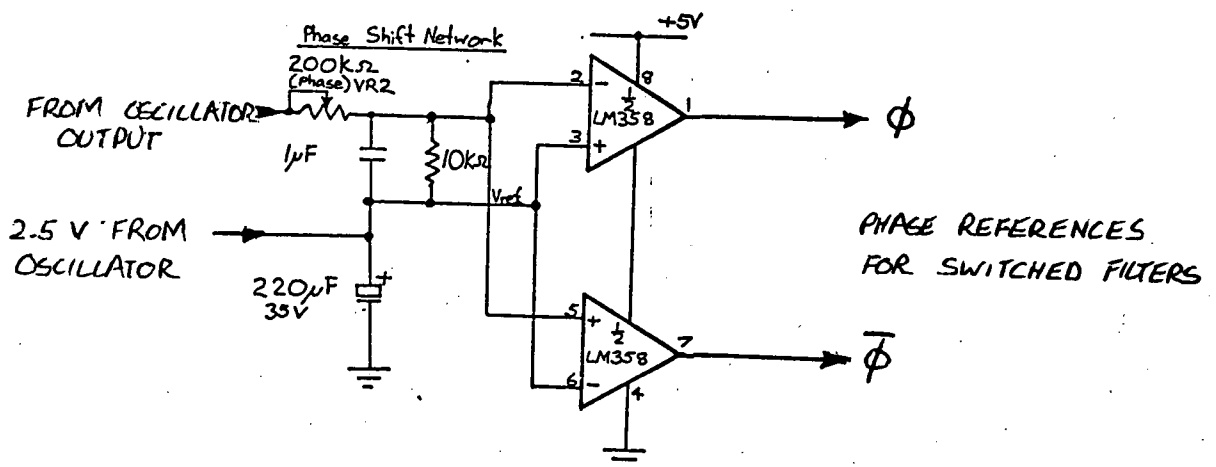 Phase Shift Network
+5V
200KΩ
(Phase) VR2
FROM OSCILLATOR
OUTPUT
1μF
10KΩ
2
-
8
1/2
LM358
1
3
+
ϕ
Vref
2.5 V FROM
OSCILLATOR
PHASE REFERENCES
FOR SWITCHED FILTERS
220μF
35V
+
5
+
1/2
LM358
7
6
-
4
ϕ̅